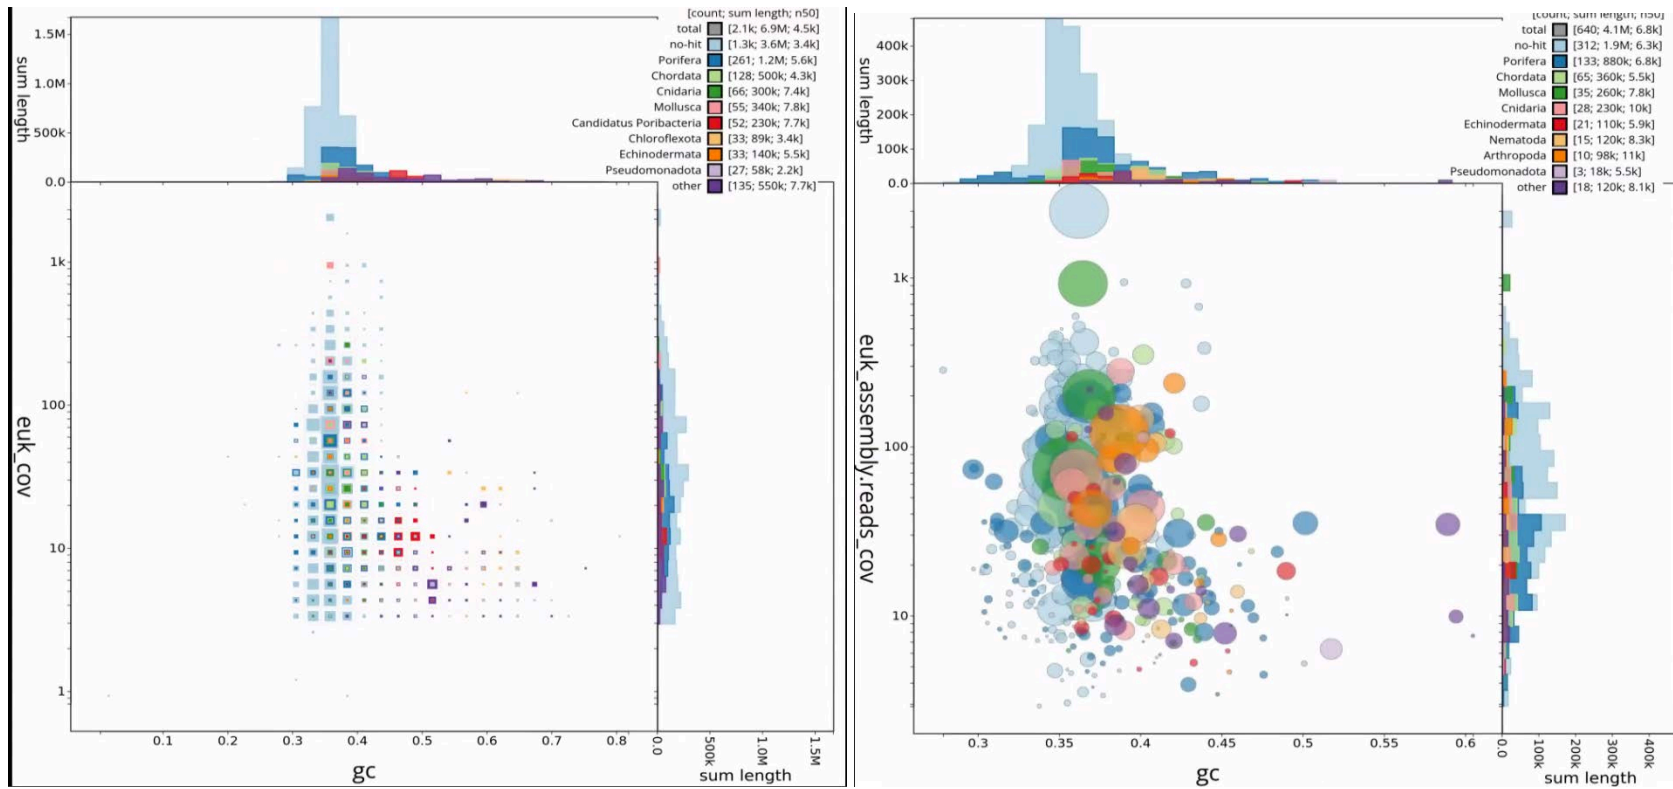 [count; sum length; n50]
total [2.1k; 6.9M; 4.5k]
no-hit [1.3k; 3.6M; 3.4k]
Porifera [261; 1.2M; 5.6k]
Chordata [128; 500k; 4.3k]
Cnidaria [66; 300k; 7.4k]
Mollusca [55; 340k; 7.8k]
Candidatus Poribacteria [52; 230k; 7.7k]
Chloroflexota [33; 89k; 3.4k]
Echinodermata [33; 140k; 5.5k]
Pseudomonadota [27; 58k; 2.2k]
other [135; 550k; 7.7k]
1.5M
1.0M
500k
0.0
sum length
1k
100
10
1
euk_cov
0.1 0.2 0.3 0.4 0.5 0.6 0.7 0.8
gc
0.0 500k 1.0M 1.5M
sum length
[count; sum length; n50]
total [640; 4.1M; 6.8k]
no-hit [312; 1.9M; 6.3k]
Porifera [133; 880k; 6.8k]
Chordata [65; 360k; 5.5k]
Mollusca [35; 260k; 7.8k]
Cnidaria [28; 230k; 10k]
Echinodermata [21; 110k; 5.9k]
Nematoda [15; 120k; 8.3k]
Arthropoda [10; 98k; 11k]
Pseudomonadota [3; 18k; 5.5k]
other [18; 120k; 8.1k]
400k
300k
200k
100k
0.0
sum length
1k
100
10
euk_assembly.reads_cov
0.3 0.35 0.4 0.45 0.5 0.55 0.6
gc
0.0 100k 200k 300k 400k
sum length